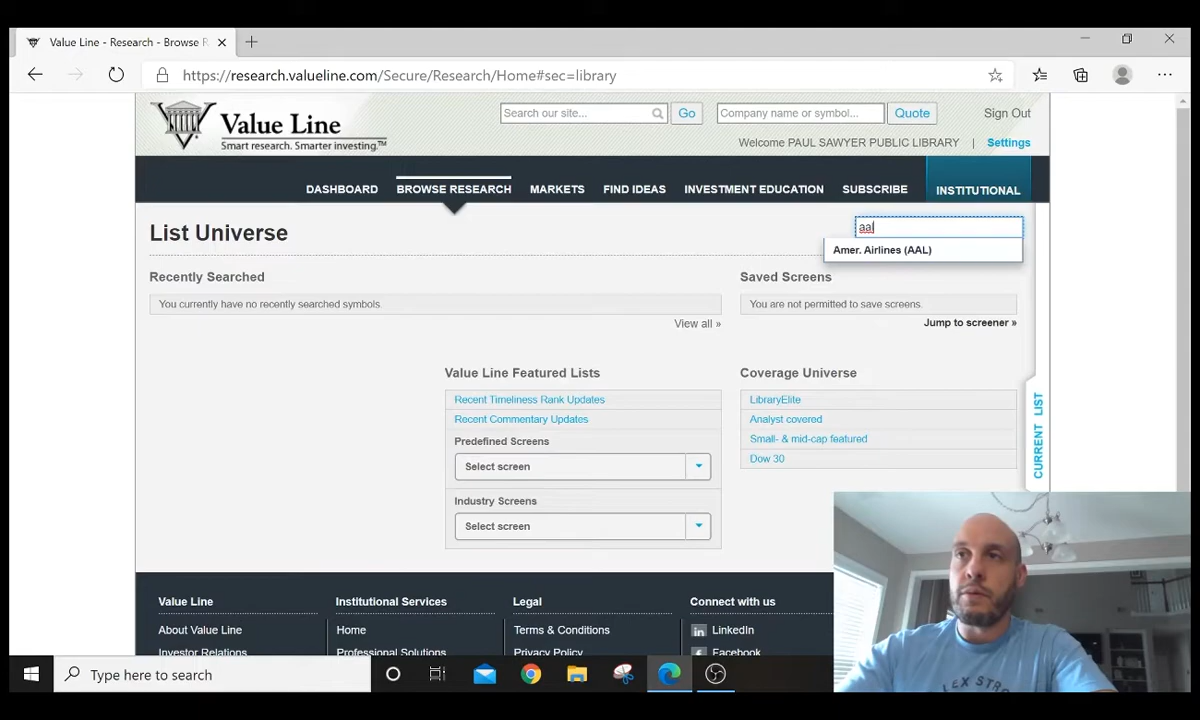 Value Line - Research - Browse R
https://research.valueline.com/Secure/Research/Home#sec=library
Value Line
Smart research. Smarter investing.™
Search our site...
Go
Company name or symbol...
Quote
Sign Out
Welcome PAUL SAWYER PUBLIC LIBRARY | Settings
DASHBOARD BROWSE RESEARCH MARKETS FIND IDEAS INVESTMENT EDUCATION SUBSCRIBE INSTITUTIONAL
List Universe
aal
Amer. Airlines (AAL)
Recently Searched
You currently have no recently searched symbols.
View all »
Saved Screens
You are not permitted to save screens.
Jump to screener »
Value Line Featured Lists
Recent Timeliness Rank Updates
Recent Commentary Updates
Predefined Screens
Select screen
Industry Screens
Select screen
Coverage Universe
LibraryElite
Analyst covered
Small- & mid-cap featured
Dow 30
CURRENT LIST
Value Line
About Value Line
Investor Relations
Institutional Services
Home
Professional Solutions
Legal
Terms & Conditions
Privacy Policy
Connect with us
LinkedIn
Facebook
LEX STRO
Type here to search